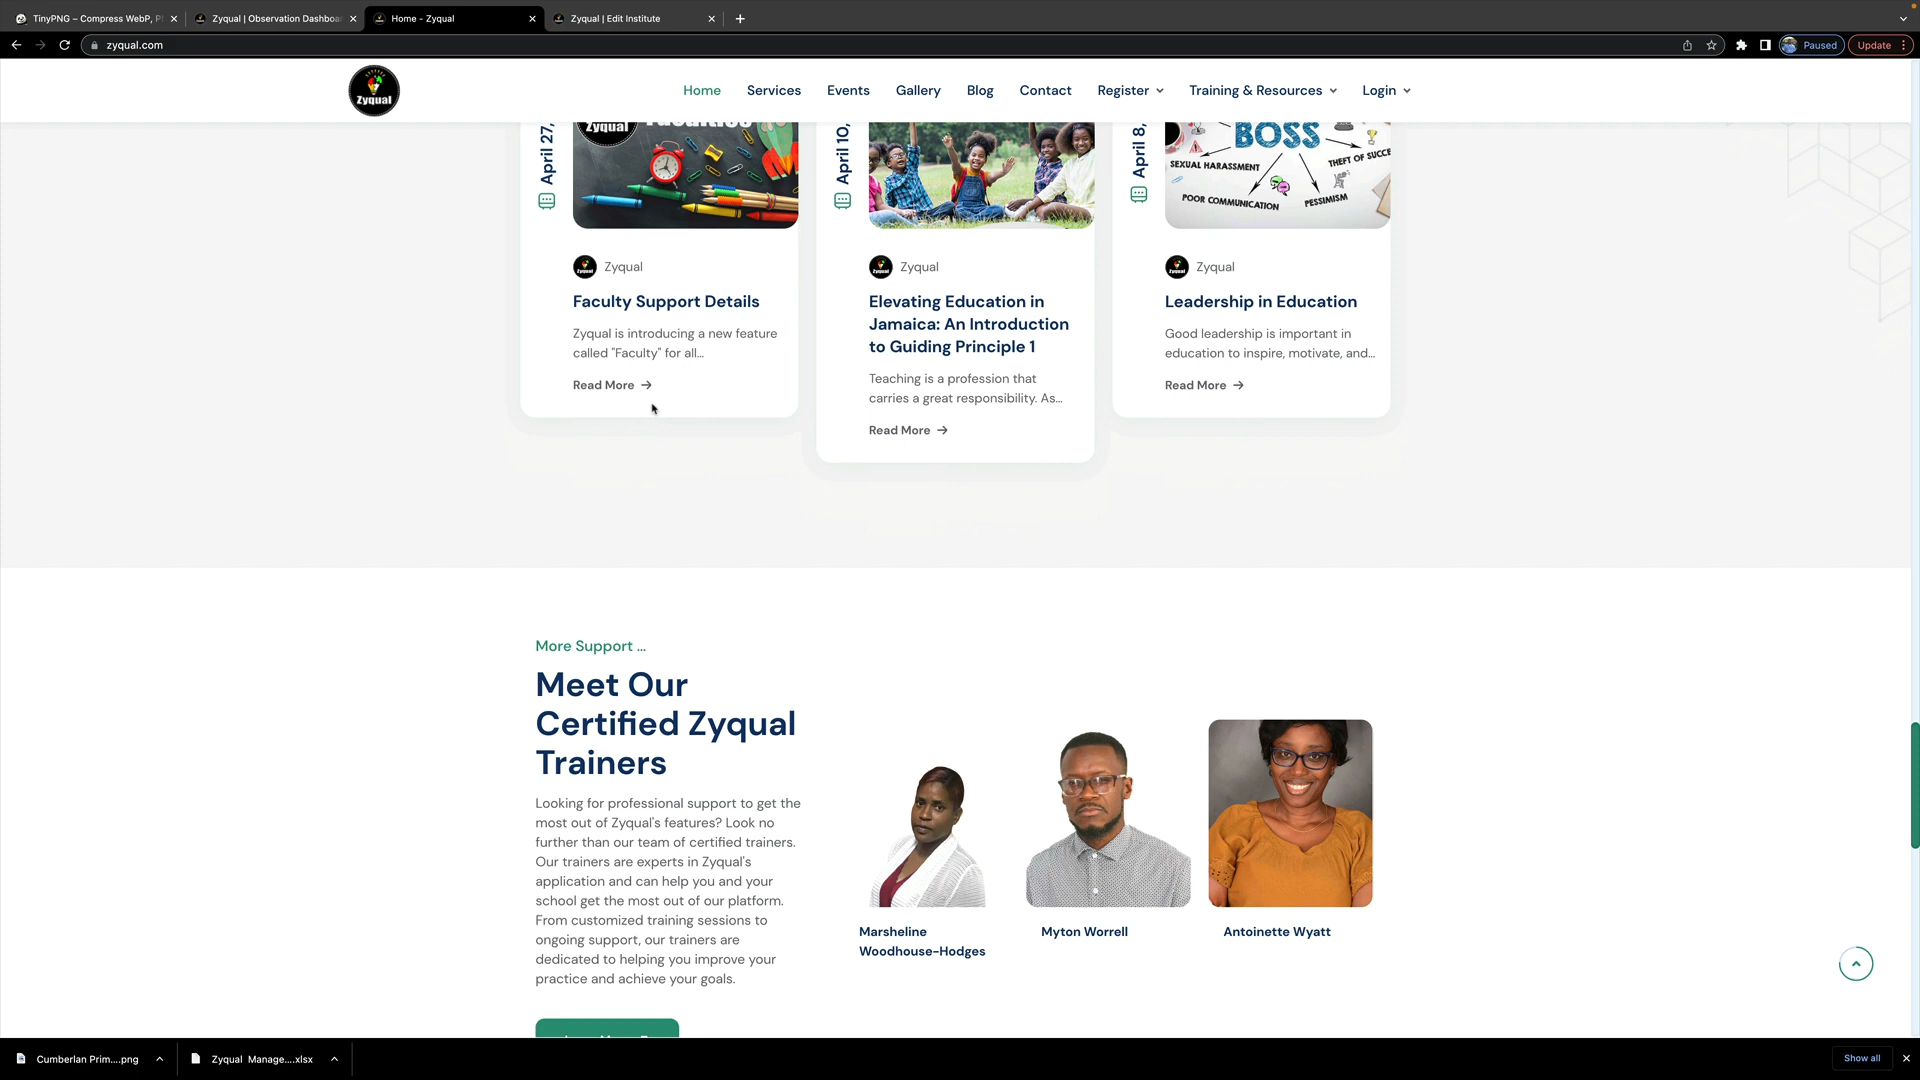 TinyPNG – Compress WebP, P
Zyqual | Observation Dashboa
Home - Zyqual
Zyqual | Edit Institute
zyqual.com
Paused
Update
Zyqual
Home
Services
Events
Gallery
Blog
Contact
Register
Training & Resources
Login
April 27,
Zyqual
April 10,
April 8,
BOSS
SEXUAL HARASSMENT
THEFT OF SUCCE
POOR COMMUNICATION
PESSIMISM
Zyqual
Faculty Support Details
Zyqual is introducing a new feature
called "Faculty" for all...
Read More
Zyqual
Elevating Education in
Jamaica: An Introduction
to Guiding Principle 1
Teaching is a profession that
carries a great responsibility. As...
Read More
Zyqual
Leadership in Education
Good leadership is important in
education to inspire, motivate, and...
Read More
More Support ...
Meet Our
Certified Zyqual
Trainers
Looking for professional support to get the
most out of Zyqual's features? Look no
further than our team of certified trainers.
Our trainers are experts in Zyqual's
application and can help you and your
school get the most out of our platform.
From customized training sessions to
ongoing support, our trainers are
dedicated to helping you improve your
practice and achieve your goals.
Marsheline
Woodhouse-Hodges
Myton Worrell
Antoinette Wyatt
Cumberlan Prim....png
Zyqual Manage....xlsx
Show all